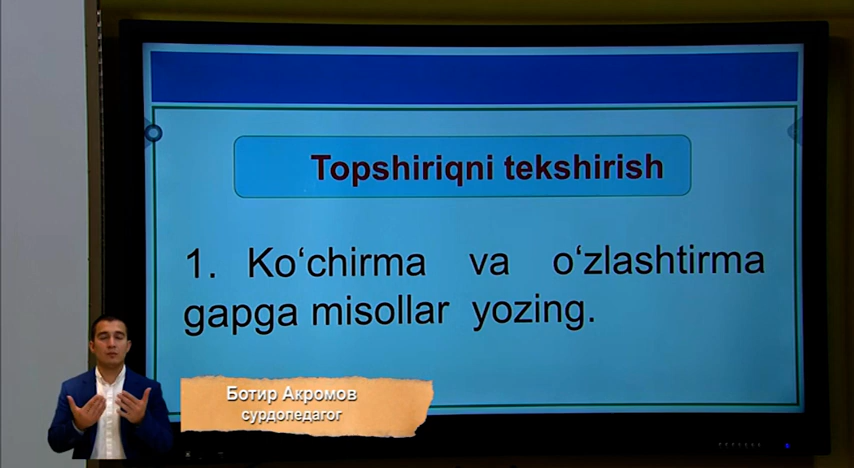 Topshiriqni tekshirish
1. Ko‘chirma va o‘zlashtirma
gapga misollar yozing.
Ботир Акромов
сурдопедагог